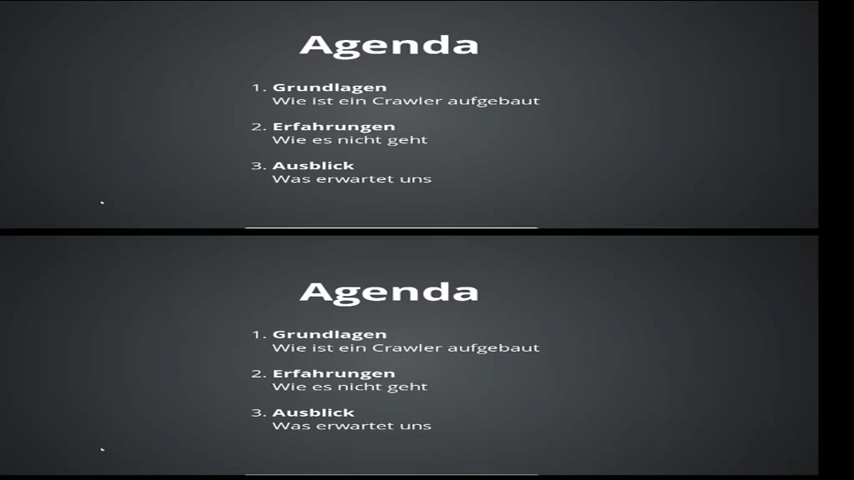 Agenda
1. Grundlagen
Wie ist ein Crawler aufgebaut
2. Erfahrungen
Wie es nicht geht
3. Ausblick
Was erwartet uns
Agenda
1. Grundlagen
Wie ist ein Crawler aufgebaut
2. Erfahrungen
Wie es nicht geht
3. Ausblick
Was erwartet uns